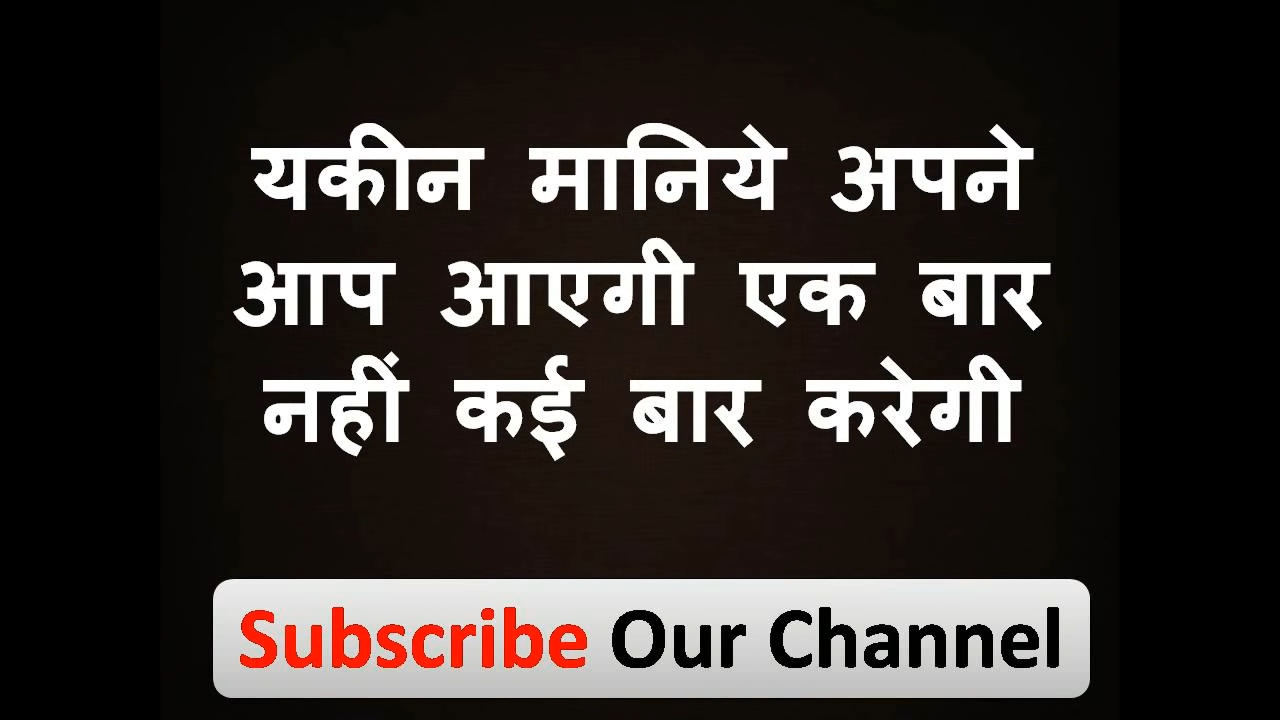 यकीन मानिये अपने
आप आएगी एक बार
नहीं कई बार करेगी
Subscribe Our Channel